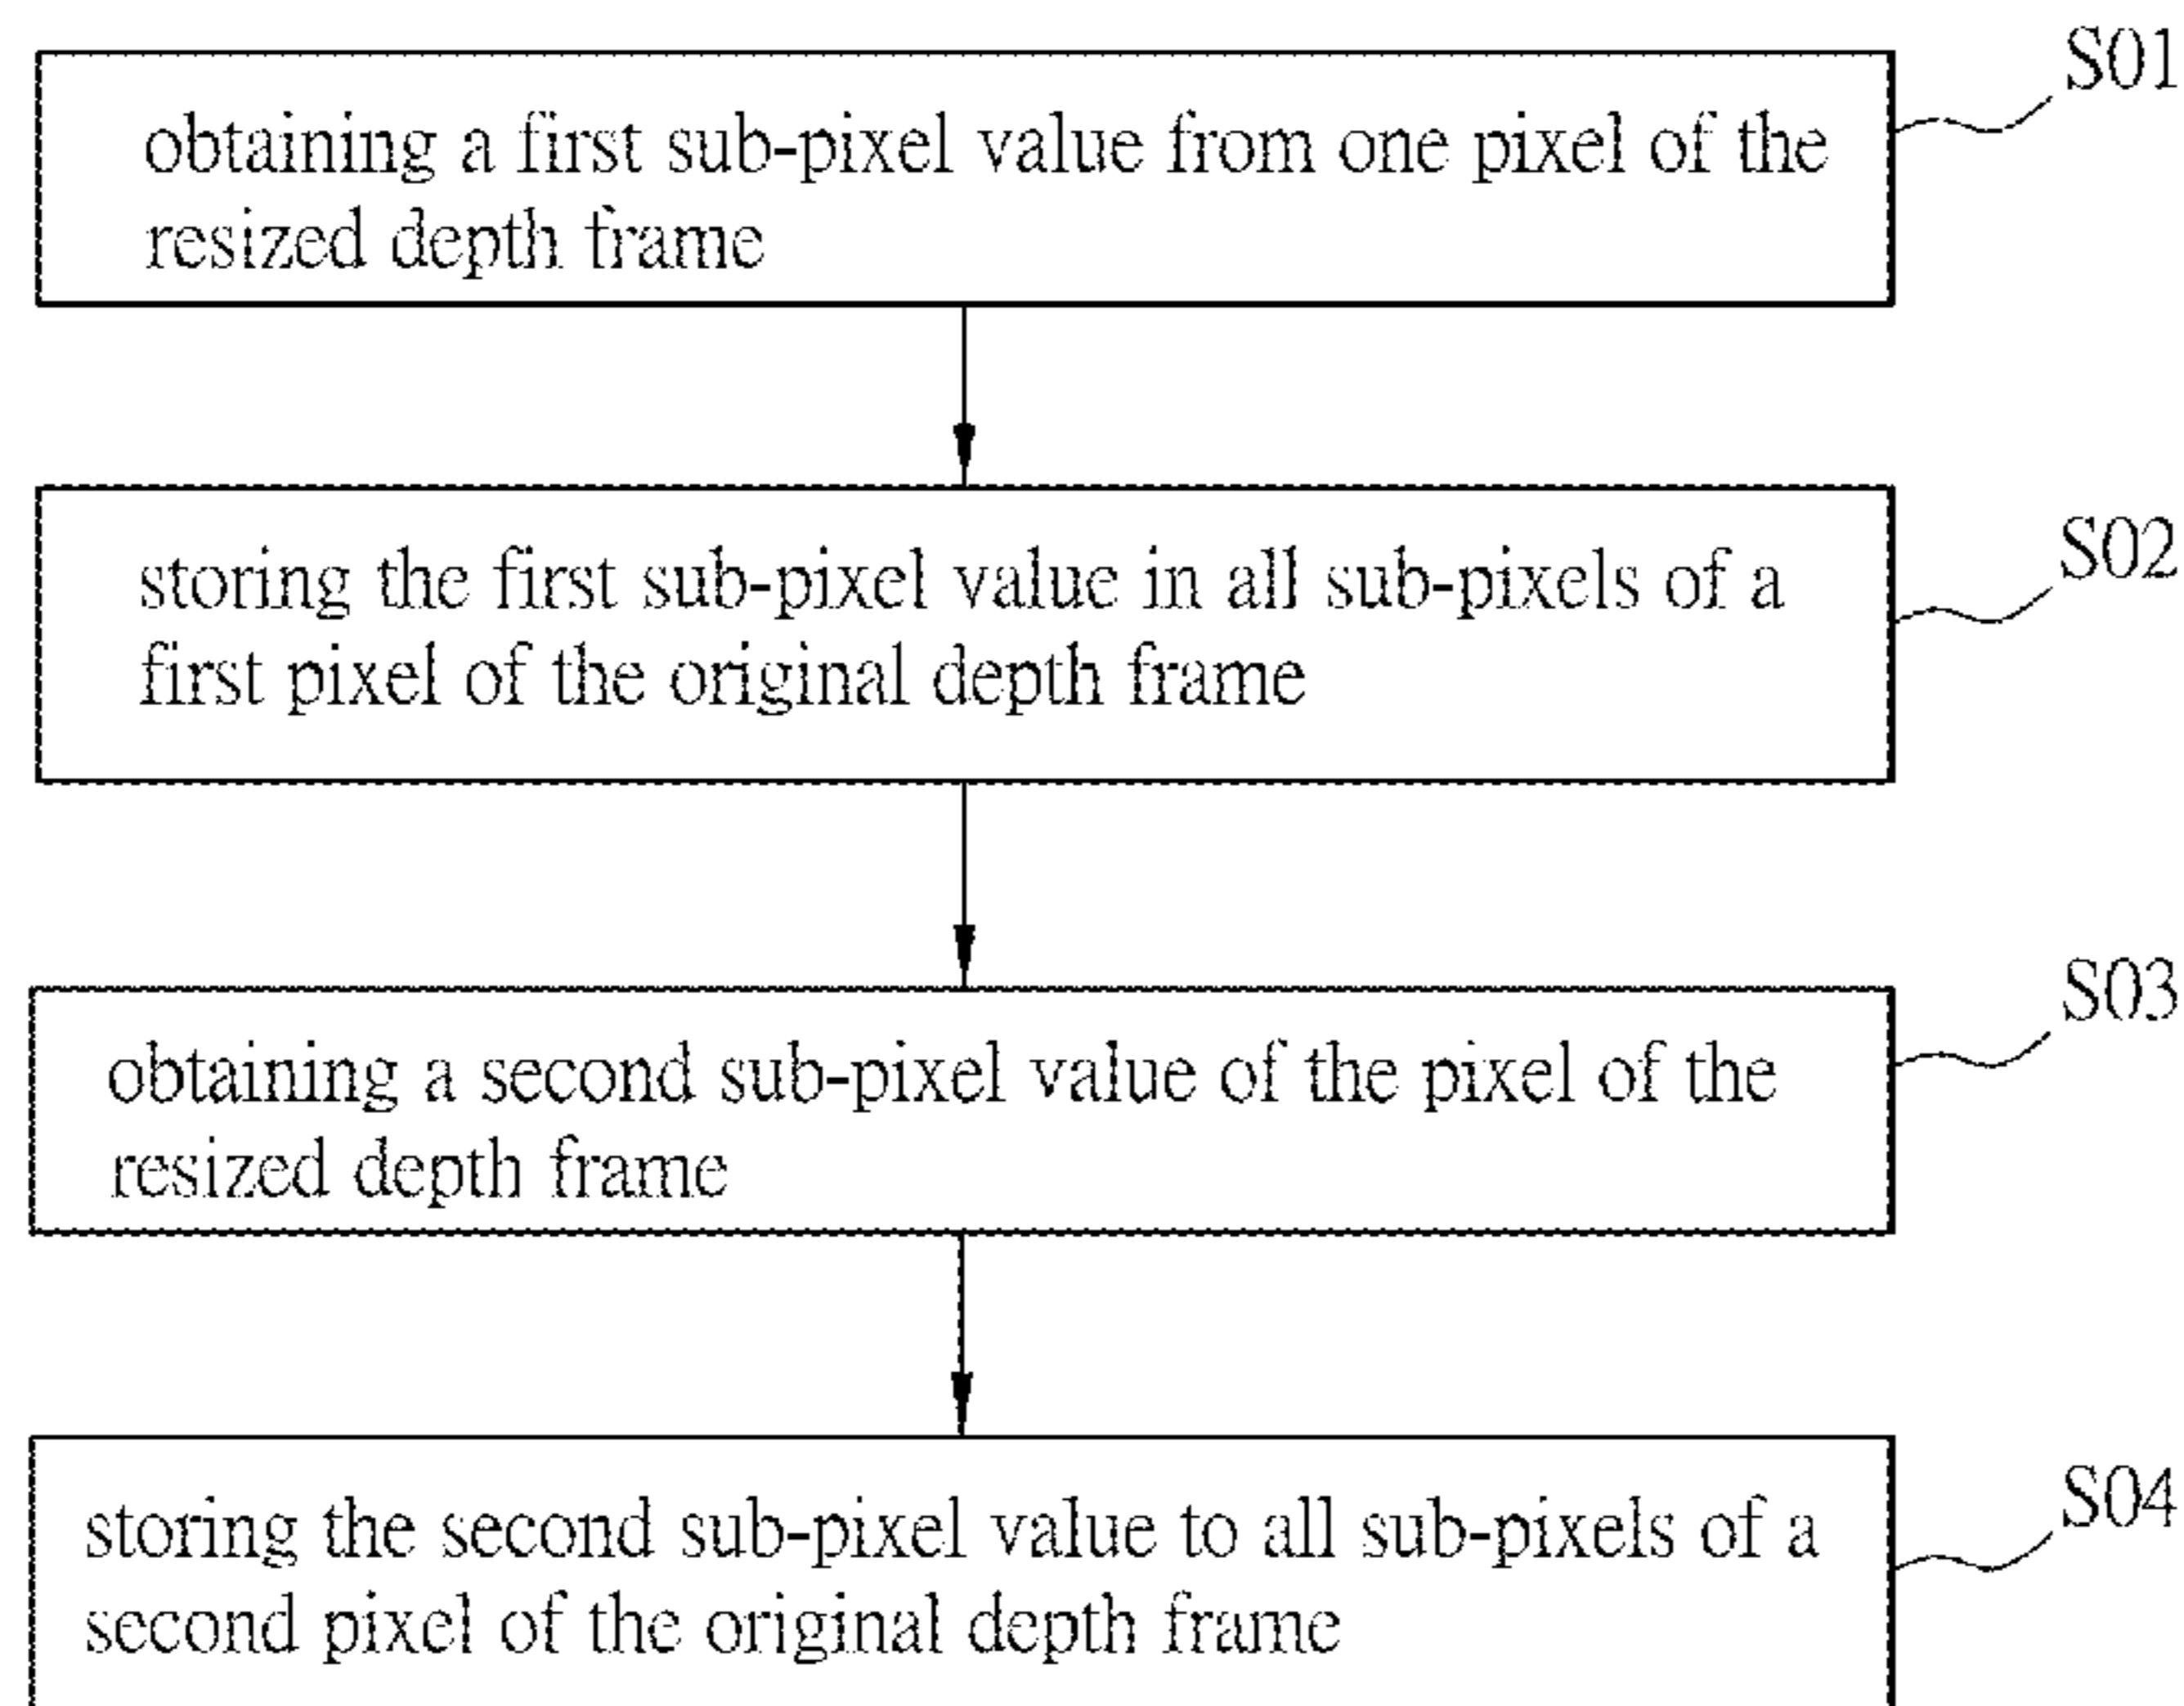 S01
obtaining a first sub-pixel value from one pixel of the
resized depth frame
S02
storing the first sub-pixel value in all sub-pixels of a
first pixel of the original depth frame
S03
obtaining a second sub-pixel value of the pixel of the
resized depth frame
S04
storing the second sub-pixel value to all sub-pixels of a
second pixel of the original depth frame